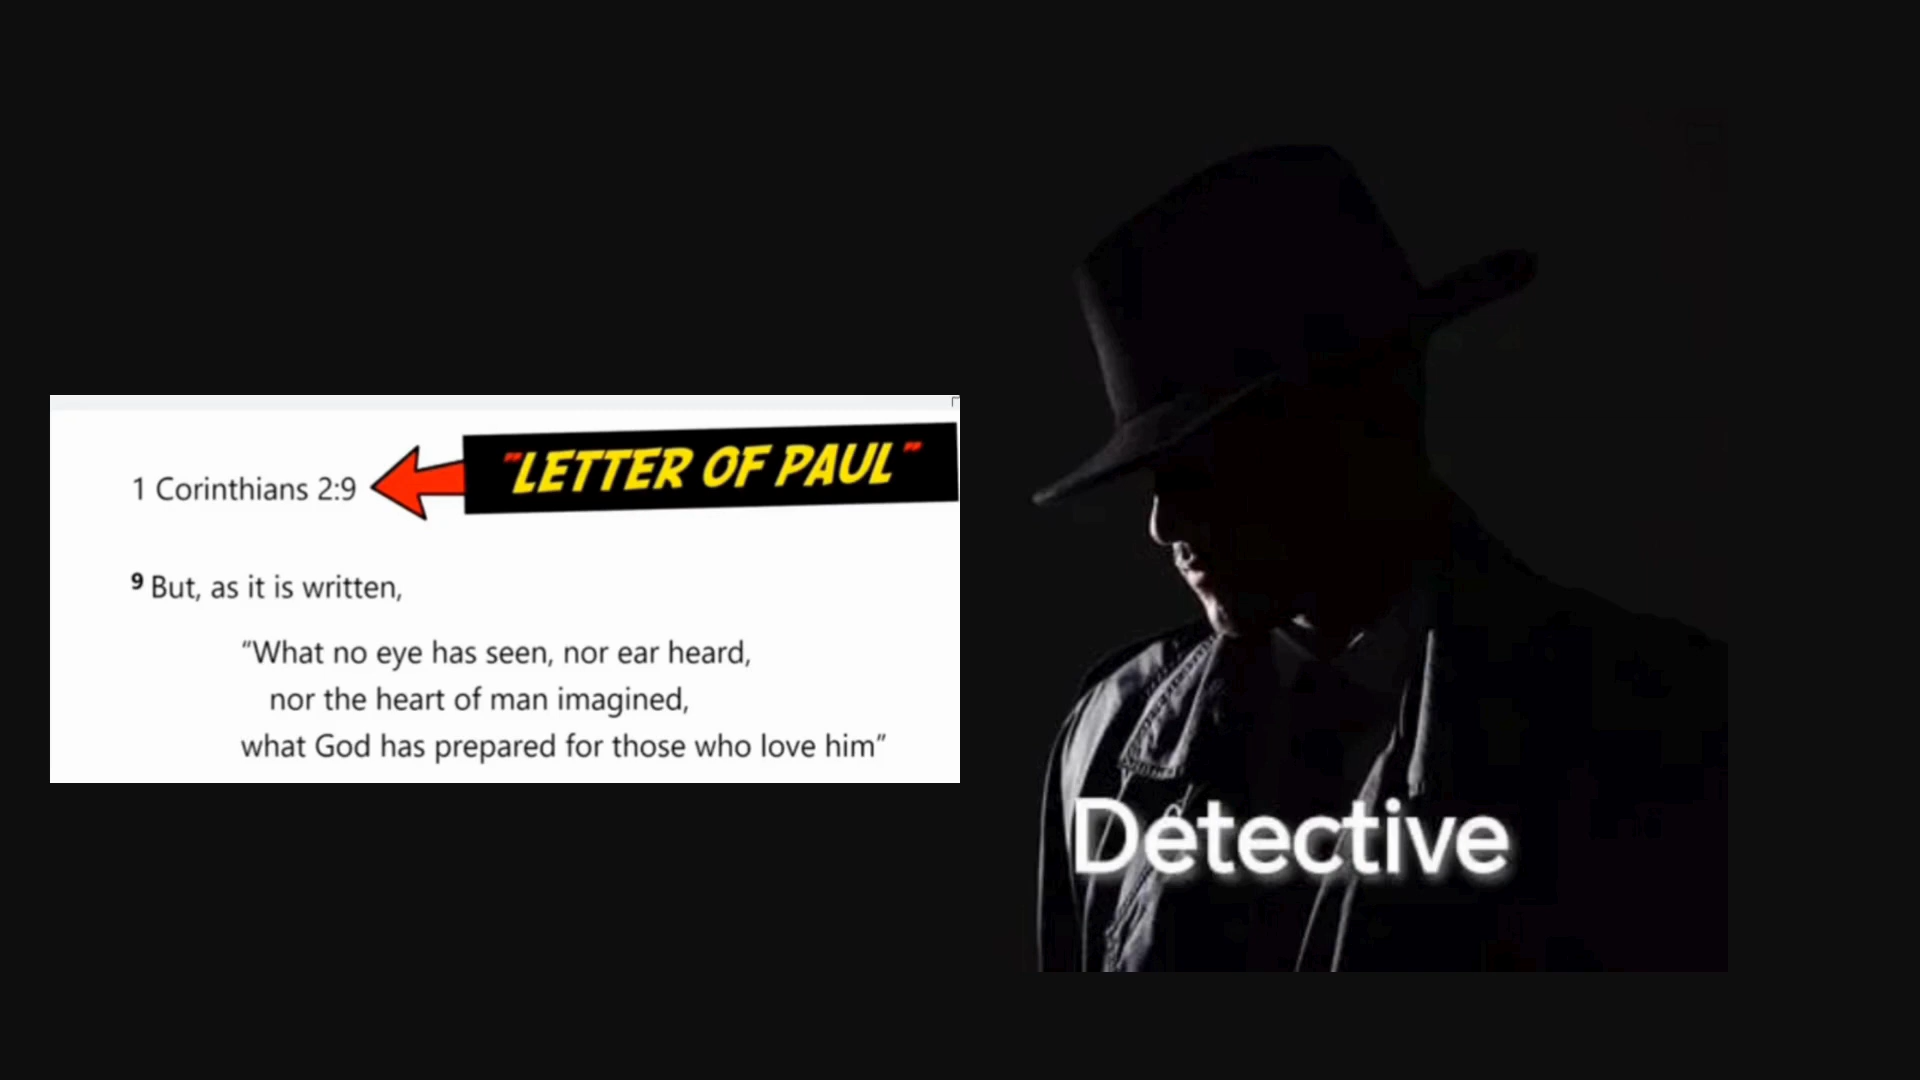 1 Corinthians 2:9
"LETTER OF PAUL"
9 But, as it is written,
“What no eye has seen, nor ear heard,
nor the heart of man imagined,
what God has prepared for those who love him”
Detective